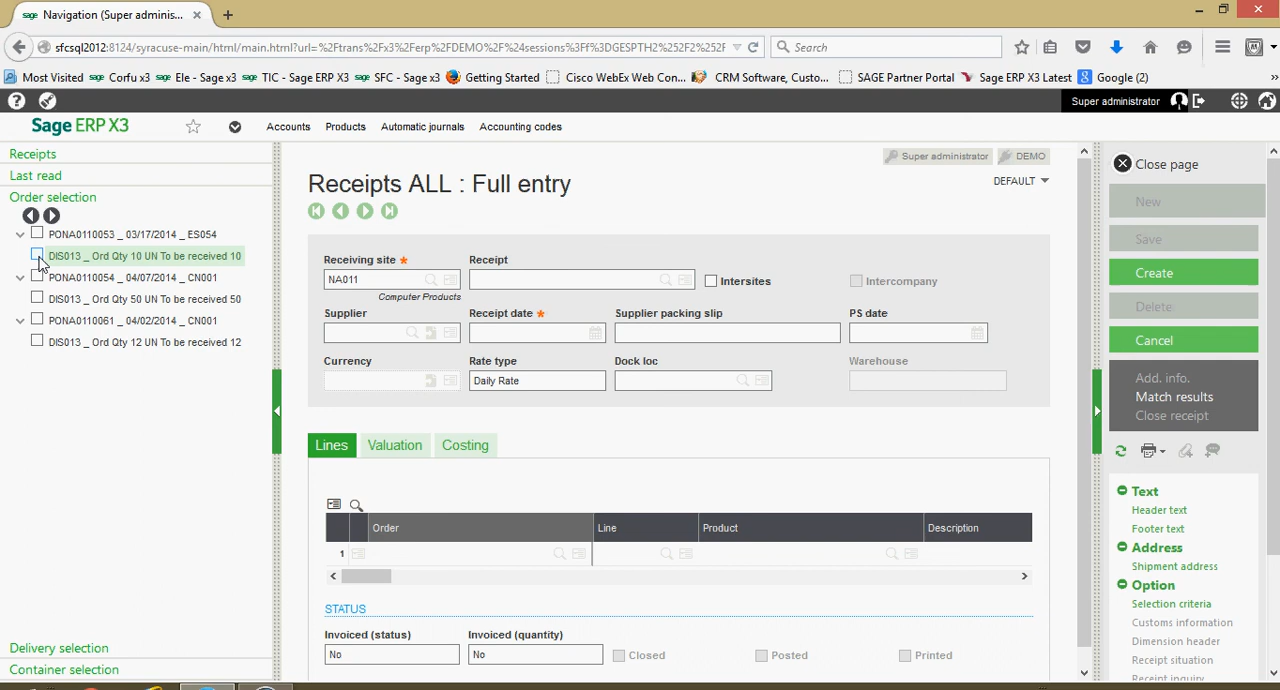 sage Navigation (Super adminis...
sfcsql2012:8124/syracuse-main/html/main.html?url=%2Ftrans%2Fx3%2Ferp%2FDEMO%2F%24sessions%3Ff%3DGESPTH2%252F2%252F
Search
Most Visited
sage Corfu x3
sage Elê - Sage x3
sage TIC - Sage ERP X3
sage SFC - Sage x3
Getting Started
Cisco WebEx Web Con...
CRM Software, Custo...
SAGE Partner Portal
Sage ERP X3 Latest
Google (2)
Super administrator
Sage ERP X3
Accounts
Products
Automatic journals
Accounting codes
Receipts
Last read
Order selection
PONA0110053 _ 03/17/2014 _ ES054
DIS013 _ Ord Qty 10 UN To be received 10
PONA0110054 _ 04/07/2014 _ CN001
DIS013 _ Ord Qty 50 UN To be received 50
PONA0110061 _ 04/02/2014 _ CN001
DIS013 _ Ord Qty 12 UN To be received 12
Delivery selection
Container selection
Super administrator
DEMO
Receipts ALL : Full entry
DEFAULT
Receiving site *
Receipt
NA011
Intersites
Intercompany
Computer Products
Supplier
Receipt date *
Supplier packing slip
PS date
Currency
Rate type
Dock loc
Warehouse
Daily Rate
Lines
Valuation
Costing
Order
Line
Product
Description
1
STATUS
Invoiced (status)
Invoiced (quantity)
No
No
Closed
Posted
Printed
Close page
New
Save
Create
Delete
Cancel
Add. info.
Match results
Close receipt
Text
Header text
Footer text
Address
Shipment address
Option
Selection criteria
Customs information
Dimension header
Receipt situation
Receipt inquiry